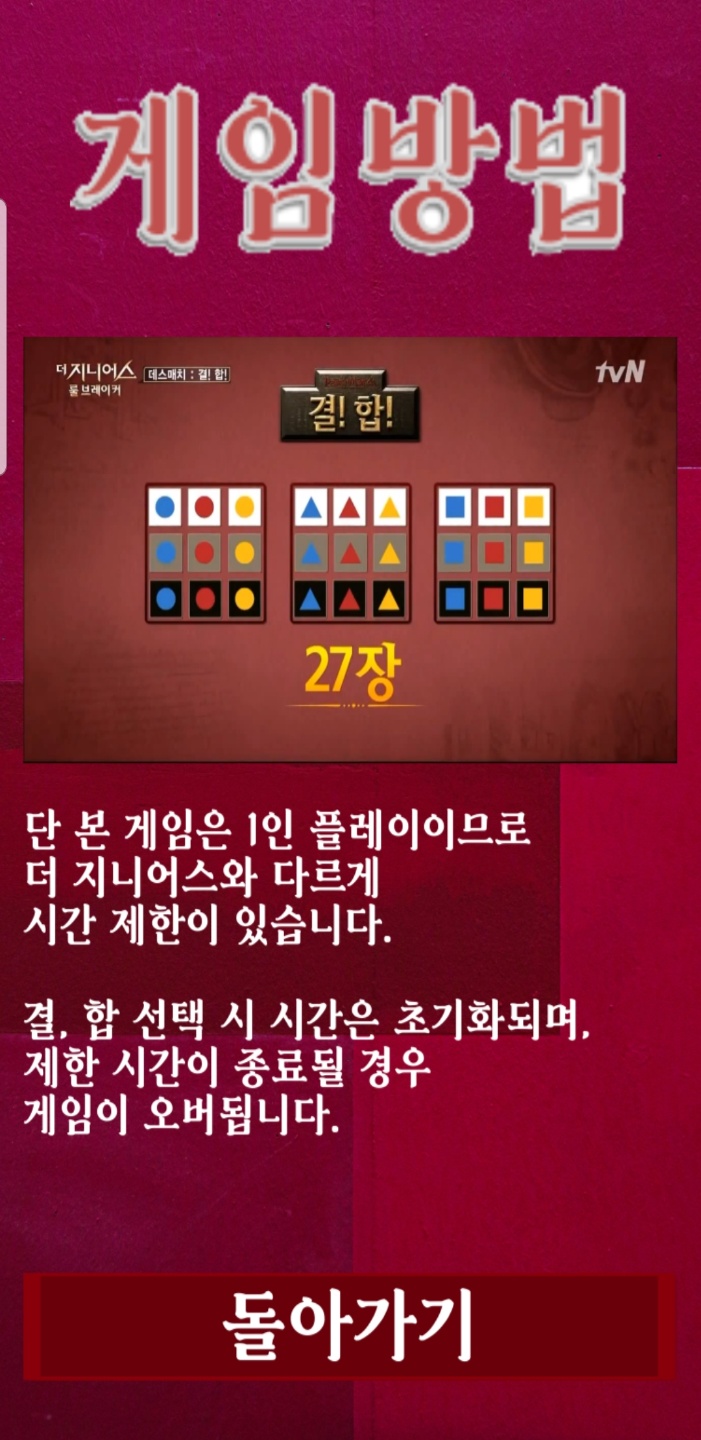 게임방법
더 지니어스
룰 브레이커
데스매치 : 결! 합!
tvN
결! 합!
27장
단 본 게임은 1인 플레이이므로
더 지니어스와 다르게
시간 제한이 있습니다.
결, 합 선택 시 시간은 초기화되며,
제한 시간이 종료될 경우
게임이 오버됩니다.
돌아가기